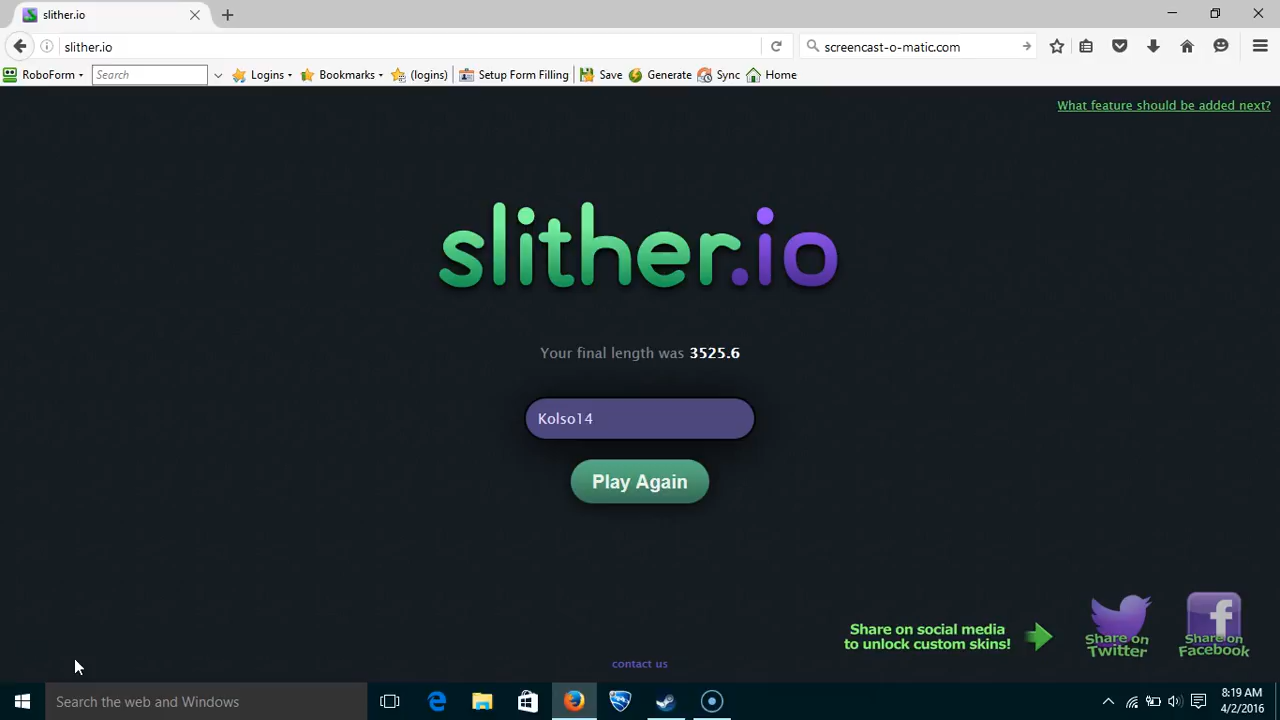 slither.io
slither.io
screencast-o-matic.com
RoboForm
Search
Logins
Bookmarks
(logins)
Setup Form Filling
Save
Generate
Sync
Home
What feature should be added next?
slither.io
Your final length was 3525.6
Kolso14
Play Again
Share on social media
to unlock custom skins!
Share on
Twitter
Share on
Facebook
contact us
Search the web and Windows
8:19 AM
4/2/2016